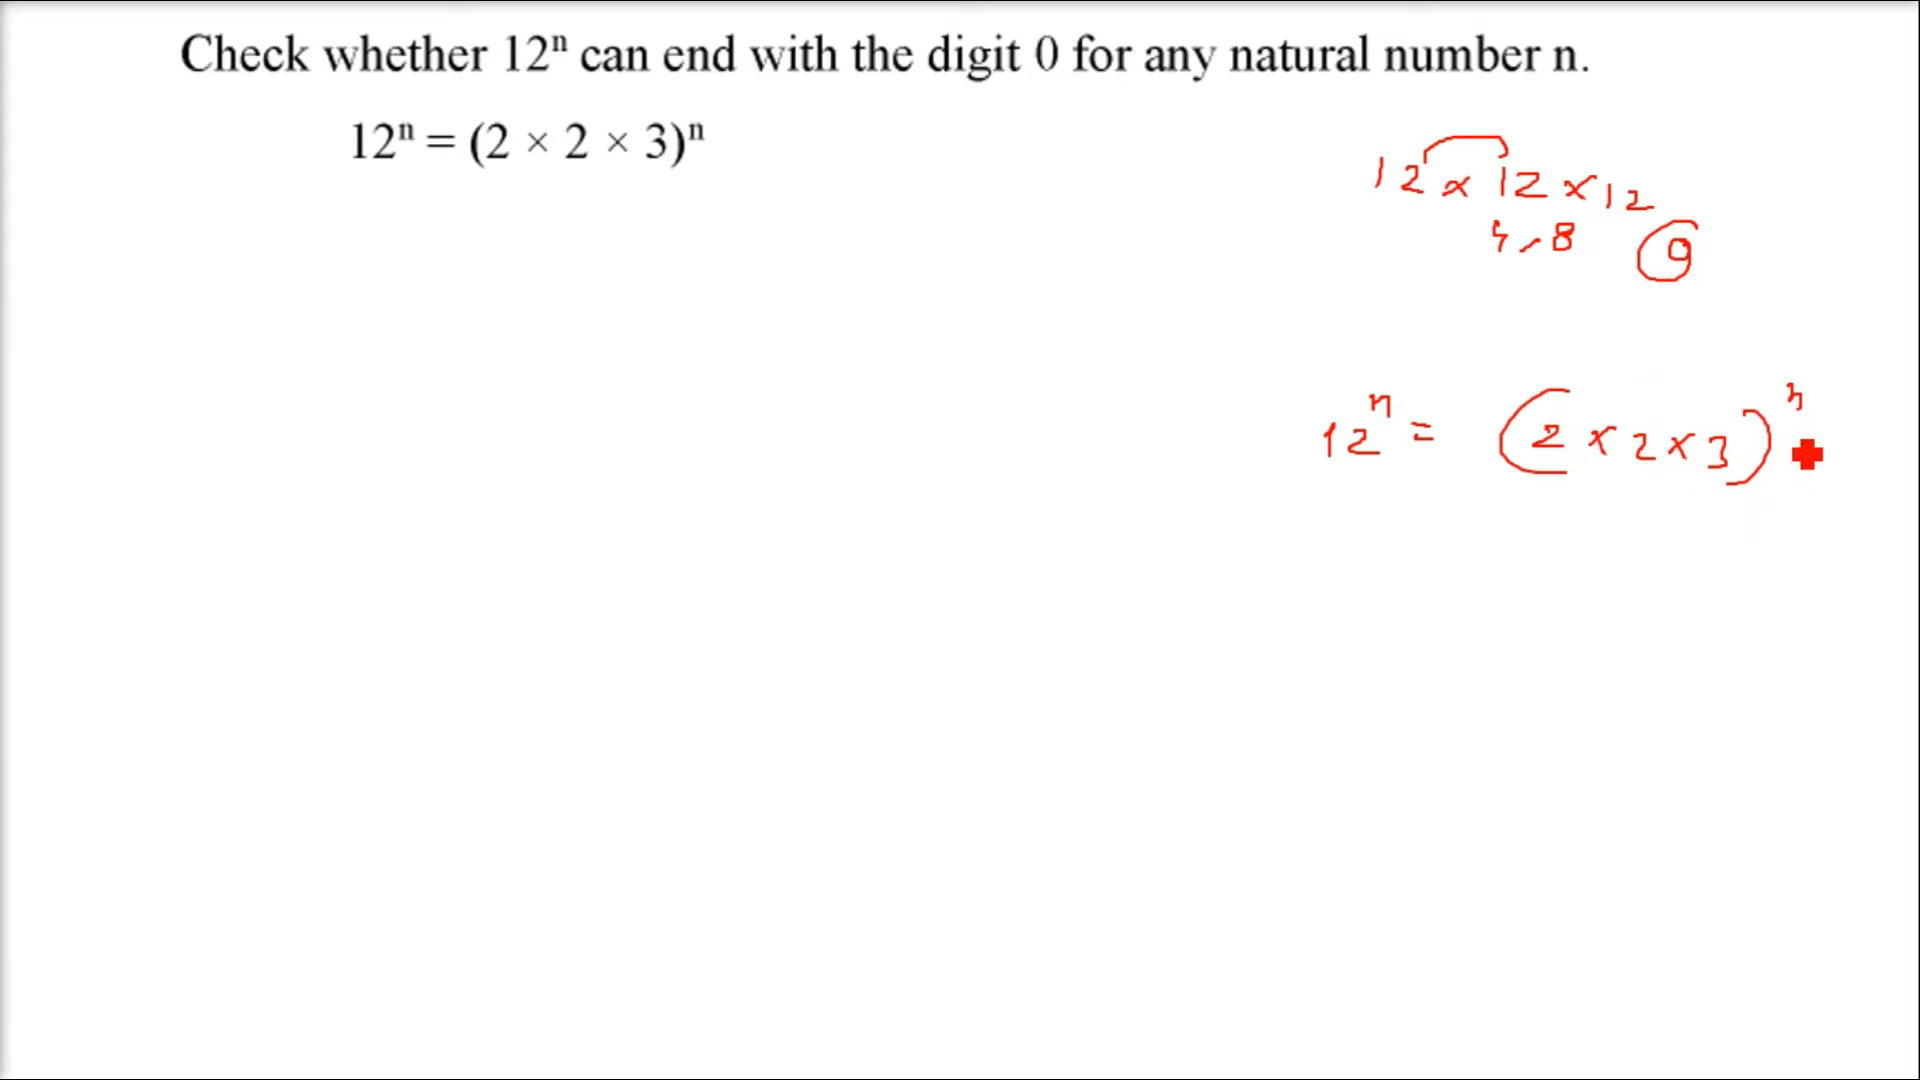 Check whether 12ⁿ can end with the digit 0 for any natural number n.
12ⁿ = (2 × 2 × 3)ⁿ
12 × 12 × 12
4, 8
12ⁿ = (2 × 2 × 3)ⁿ